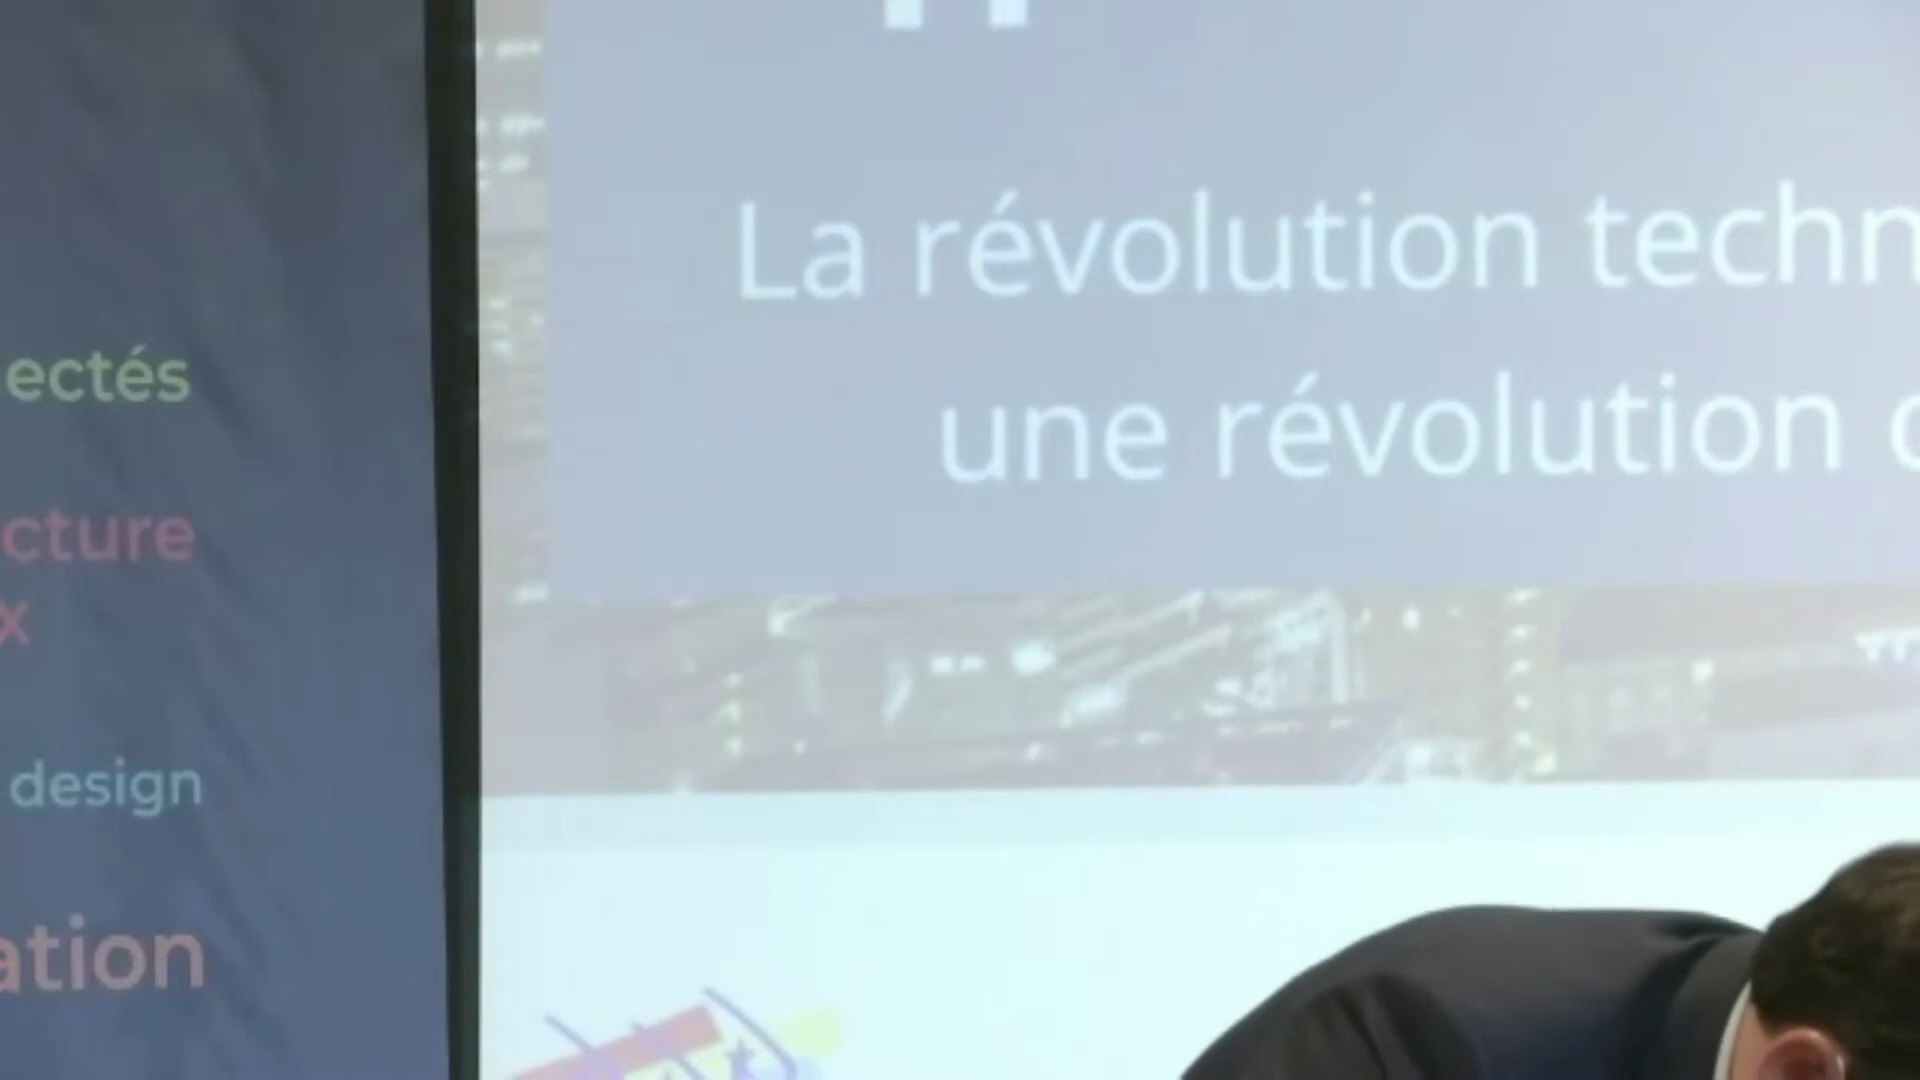 ectés
cture
x
design
ation
La révolution techn
une révolution